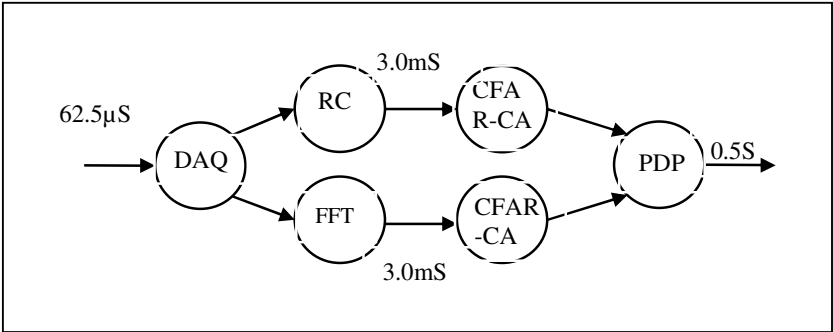 3.0mS
62.5µS
RC
CFA
R-CA
DAQ
PDP
0.5S
FFT
CFAR
-CA
3.0mS